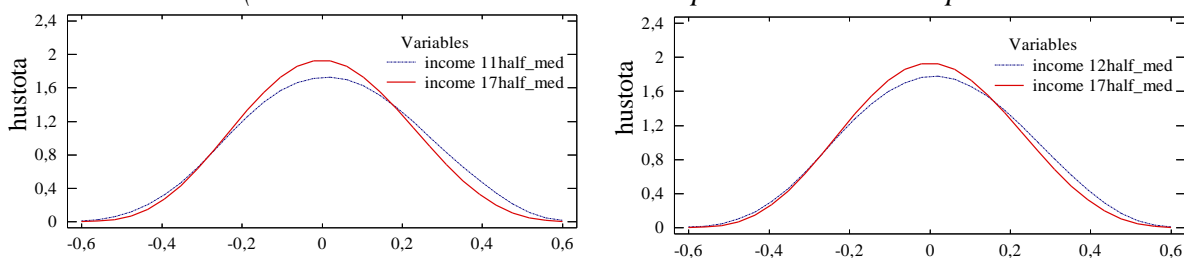 2,4
2
1,6
1,2
0,8
0,4
0
hustota
-0,6 -0,4 -0,2 0 0,2 0,4 0,6
Variables
income 11half_med
income 17half_med
2,4
2
1,6
1,2
0,8
0,4
0
hustota
-0,6 -0,4 -0,2 0 0,2 0,4 0,6
Variables
income 12half_med
income 17half_med